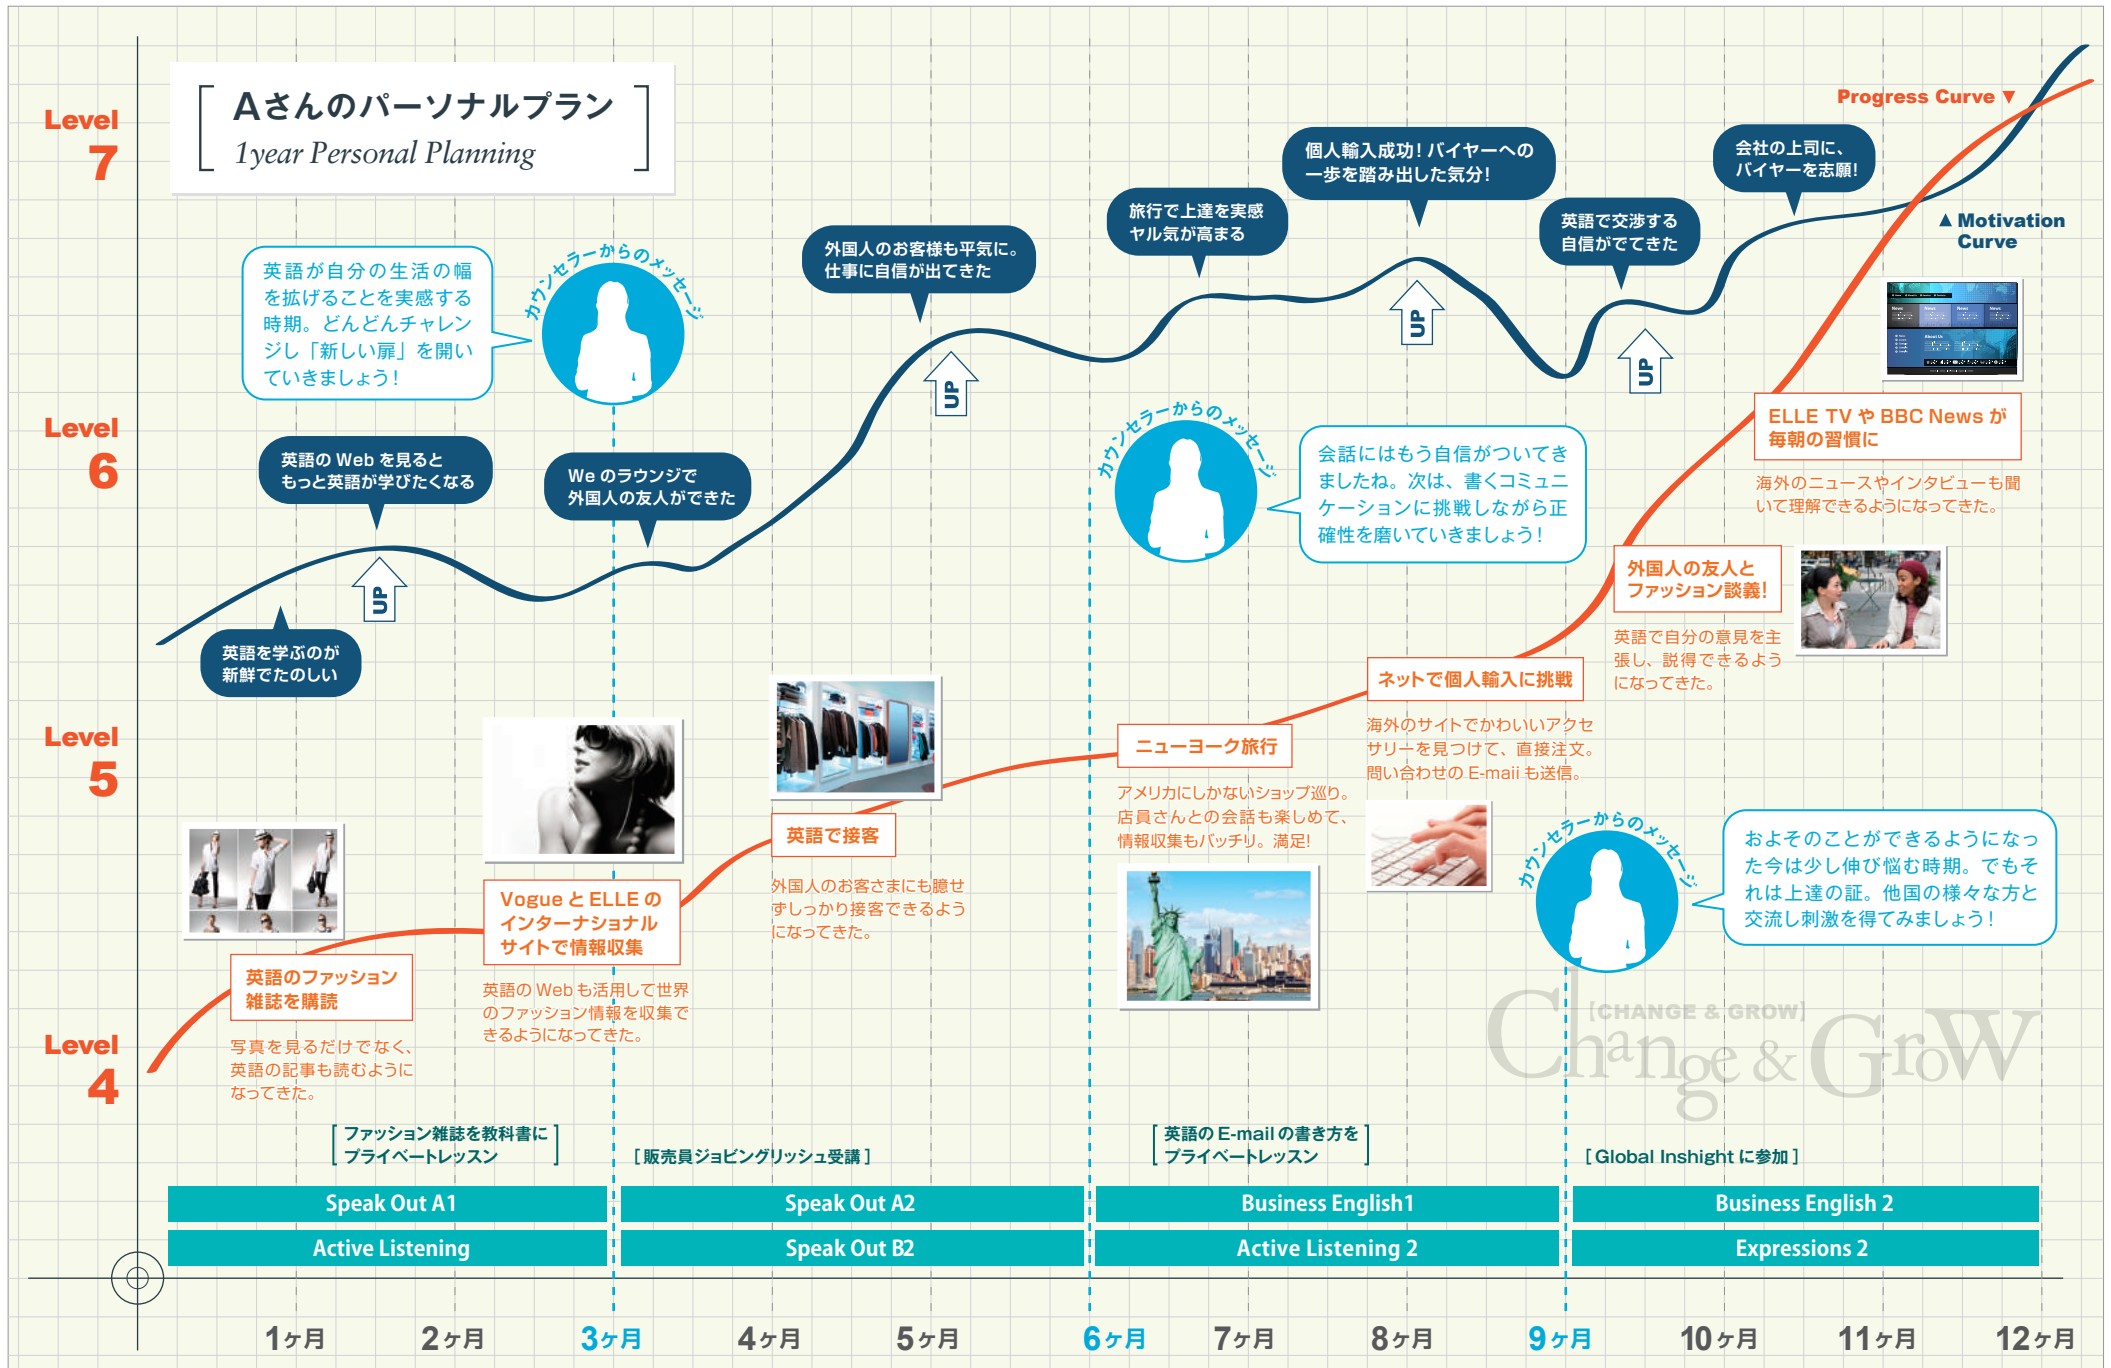 Aさんのパーソナルプラン
1year Personal Planning
Level
7
Level
6
Level
5
Level
4
Progress Curve ▼
▲ Motivation
Curve
英語を学ぶのが
新鮮でたのしい
英語の Web を見ると
もっと英語が学びたくなる
We のラウンジで
外国人の友人ができた
外国人のお客様も平気に。
仕事に自信が出てきた
旅行で上達を実感
ヤル気が高まる
個人輸入成功！バイヤーへの
一歩を踏み出した気分！
英語で交渉する
自信がでてきた
会社の上司に、
バイヤーを志願！
UP
UP
UP
UP
カウンセラーからのメッセージ
英語が自分の生活の幅
を拡げることを実感する
時期。どんどんチャレン
ジし「新しい扉」を開い
ていきましょう！
カウンセラーからのメッセージ
会話にはもう自信がついてき
ましたね。次は、書くコミュニ
ケーションに挑戦しながら正
確性を磨いていきましょう！
カウンセラーからのメッセージ
およそのことができるようになっ
た今は少し伸び悩む時期。でもそ
れは上達の証。他国の様々な方と
交流し刺激を得てみましょう！
英語のファッション
雑誌を購読
写真を見るだけでなく、
英語の記事も読むように
なってきた。
Vogue と ELLE の
インターナショナル
サイトで情報収集
英語の Web も活用して世界
のファッション情報を収集で
きるようになってきた。
英語で接客
外国人のお客さまにも臆せ
ずしっかり接客できるよう
になってきた。
ニューヨーク旅行
アメリカにしかないショップ巡り。
店員さんとの会話も楽しめて、
情報収集もバッチリ。満足！
ネットで個人輸入に挑戦
海外のサイトでかわいいアクセ
サリーを見つけて、直接注文。
問い合わせの E-maii も送信。
外国人の友人と
ファッション談義！
英語で自分の意見を主
張し、説得できるよう
になってきた。
ELLE TV や BBC News が
毎朝の習慣に
海外のニュースやインタビューも聞
いて理解できるようになってきた。
News News News News
About Us
[CHANGE & GROW]
Change & GroW
[ファッション雑誌を教科書に
プライベートレッスン]
[販売員ジョビングリッシュ受講]
[英語の E-mail の書き方を
プライベートレッスン]
[Global Inshight に参加]
Speak Out A1
Speak Out A2
Business English1
Business English 2
Active Listening
Speak Out B2
Active Listening 2
Expressions 2
1ヶ月 2ヶ月 3ヶ月 4ヶ月 5ヶ月 6ヶ月 7ヶ月 8ヶ月 9ヶ月 10ヶ月 11ヶ月 12ヶ月